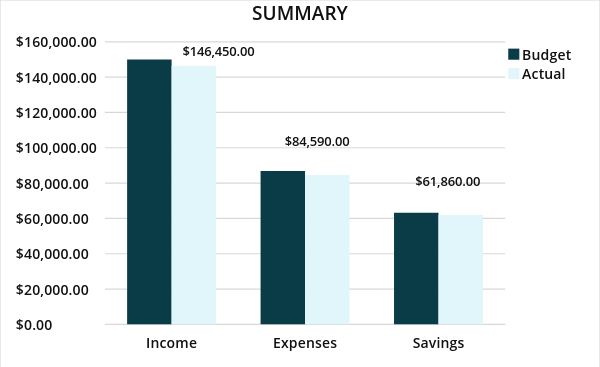 SUMMARY
$160,000.00
$140,000.00
$120,000.00
$100,000.00
$80,000.00
$60,000.00
$40,000.00
$20,000.00
$0.00
$146,450.00
$84,590.00
$61,860.00
Income
Expenses
Savings
Budget
Actual